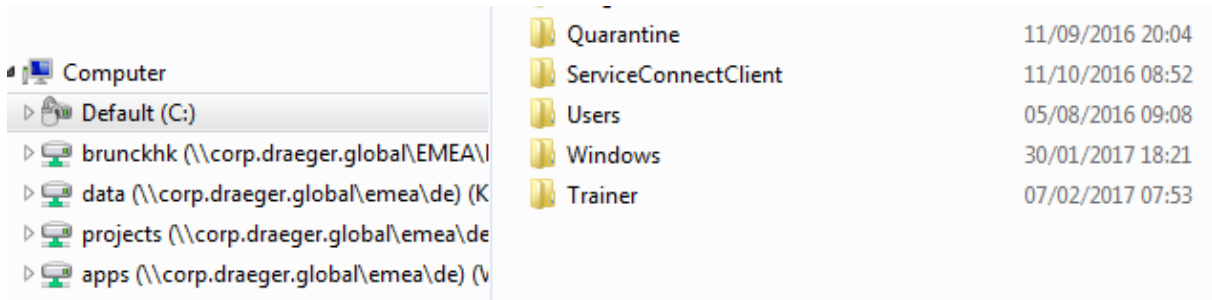 Computer
Default (C:)
brunckhk (\\corp.draeger.global\EMEA\
data (\\corp.draeger.global\emea\de) (K
projects (\\corp.draeger.global\emea\de
apps (\\corp.draeger.global\emea\de) (
Quarantine 11/09/2016 20:04
ServiceConnectClient 11/10/2016 08:52
Users 05/08/2016 09:08
Windows 30/01/2017 18:21
Trainer 07/02/2017 07:53